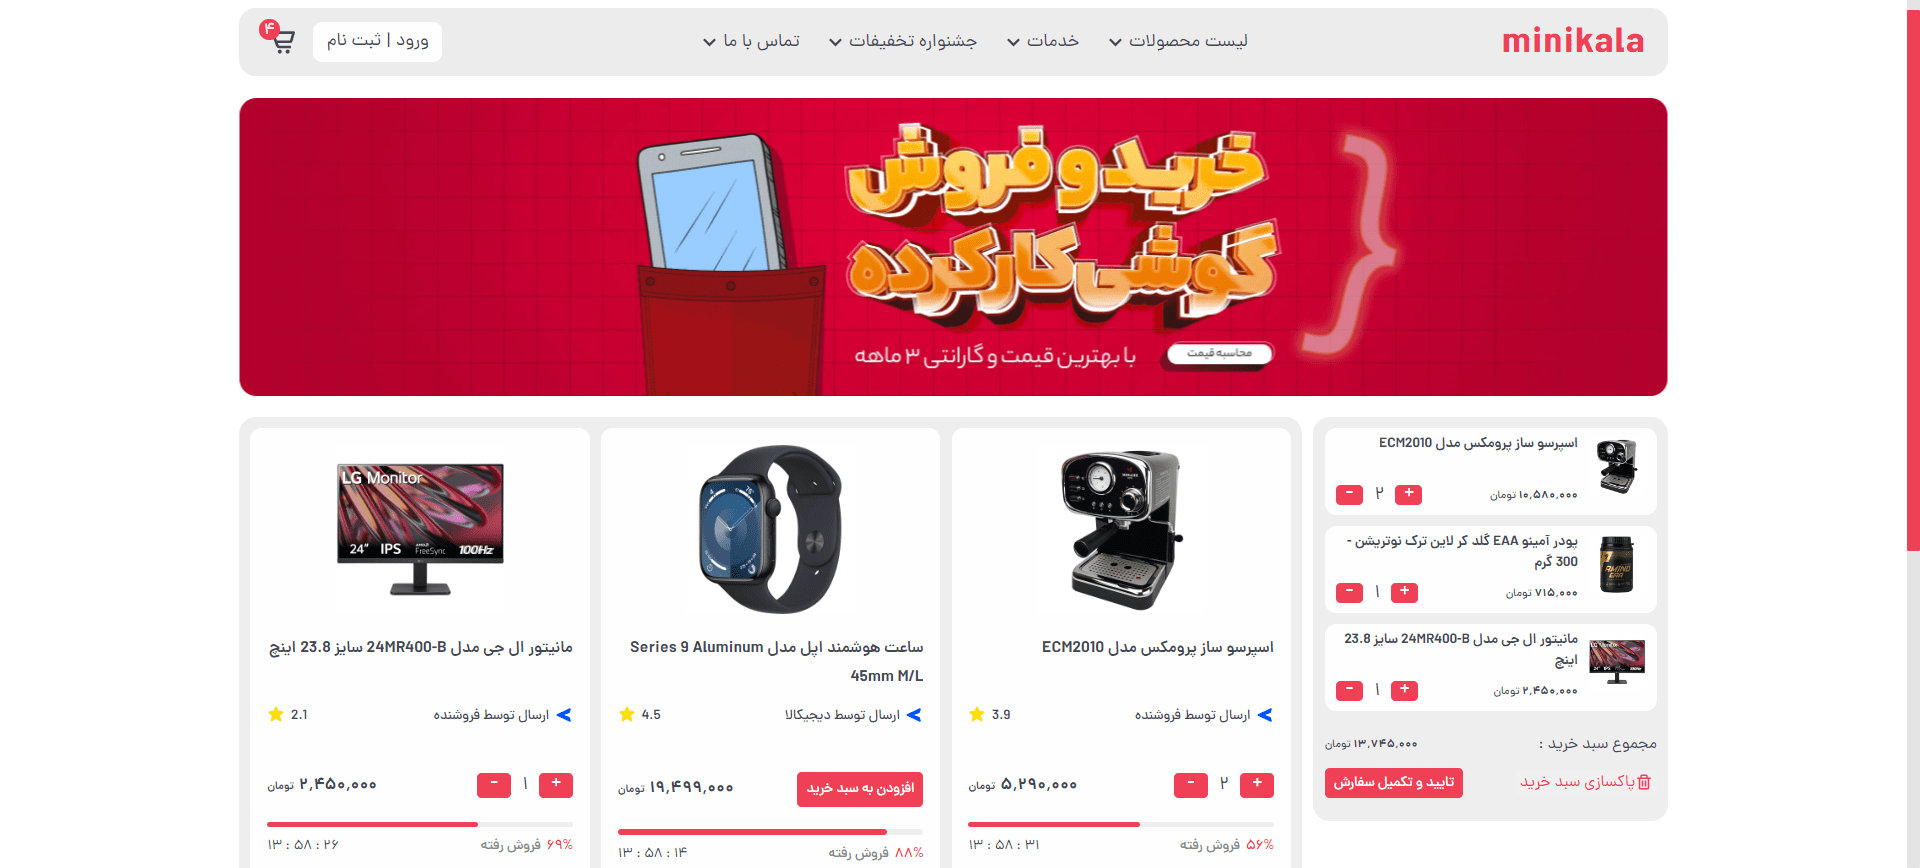 minikala
لیست محصولات
خدمات
جشنواره تخفیفات
تماس با ما
ورود | ثبت نام
۴
خرید و فروش
گوشی کارکرده
محاسبه قیمت
با بهترین قیمت و گارانتی ۳ ماهه
اسپرسو ساز پرومکس مدل ECM2010
۱۰,۵۸۰,۰۰۰ تومان
+ ۲ -
پودر آمینو EAA گلد کر لاین ترک نوتریشن -
300 گرم
۷۱۵,۰۰۰ تومان
+ ۱ -
مانیتور ال جی مدل 24MR400-B سایز 23.8
اینچ
۲,۴۵۰,۰۰۰ تومان
+ ۱ -
مجموع سبد خرید :
۱۳,۷۴۵,۰۰۰ تومان
پاکسازی سبد خرید
تایید و تکمیل سفارش
اسپرسو ساز پرومکس مدل ECM2010
ارسال توسط فروشنده
3.9
+ ۲ -
۵,۲۹۰,۰۰۰ تومان
۵۶% فروش رفته
۱۳ : ۵۸ : ۳۱
ساعت هوشمند اپل مدل Series 9 Aluminum
45mm M/L
ارسال توسط دیجیکالا
4.5
افزودن به سبد خرید
۱۹,۴۹۹,۰۰۰ تومان
۸۸% فروش رفته
۱۳ : ۵۸ : ۱۴
LG Monitor
24" IPS
FreeSync
100Hz
مانیتور ال جی مدل 24MR400-B سایز 23.8 اینچ
ارسال توسط فروشنده
2.1
+ ۱ -
۲,۴۵۰,۰۰۰ تومان
۶۹% فروش رفته
۱۳ : ۵۸ : ۲۶